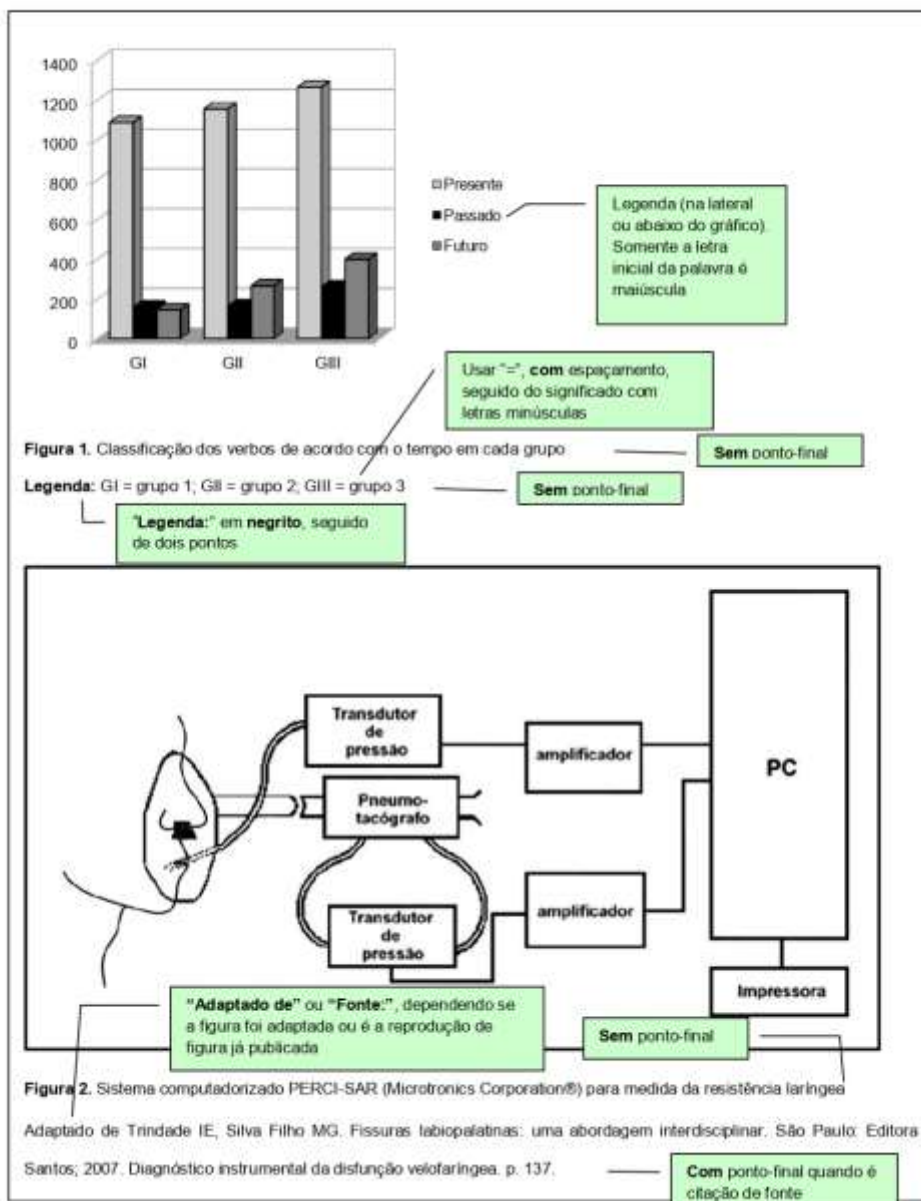 1400
1200
1000
800
600
400
200
0
GI
GII
GIII
Presente
Passado
Futuro
Legenda (na lateral
ou abaixo do gráfico).
Somente a letra
inicial da palavra é
maiúscula
Usar "=", com espaçamento,
seguido do significado com
letras minúsculas
Figura 1. Classificação dos verbos de acordo com o tempo em cada grupo
Sem ponto-final
Legenda: GI = grupo 1; GII = grupo 2; GIII = grupo 3
Sem ponto-final
"Legenda:" em negrito, seguido
de dois pontos
Transdutor
de
pressão
amplificador
PC
Pneumo-
tacógrafo
Transdutor
de
pressão
amplificador
Impressora
"Adaptado de" ou "Fonte:", dependendo se
a figura foi adaptada ou é a reprodução de
figura já publicada
Sem ponto-final
Figura 2. Sistema computadorizado PERCI-SAR (Microtronics Corporation®) para medida da resistência laríngea
Adaptado de Trindade IE, Silva Filho MG. Fissuras labiopalatinas: uma abordagem interdisciplinar. São Paulo: Editora
Santos; 2007. Diagnóstico instrumental da disfunção velofaríngea. p. 137.
Com ponto-final quando é
citação de fonte